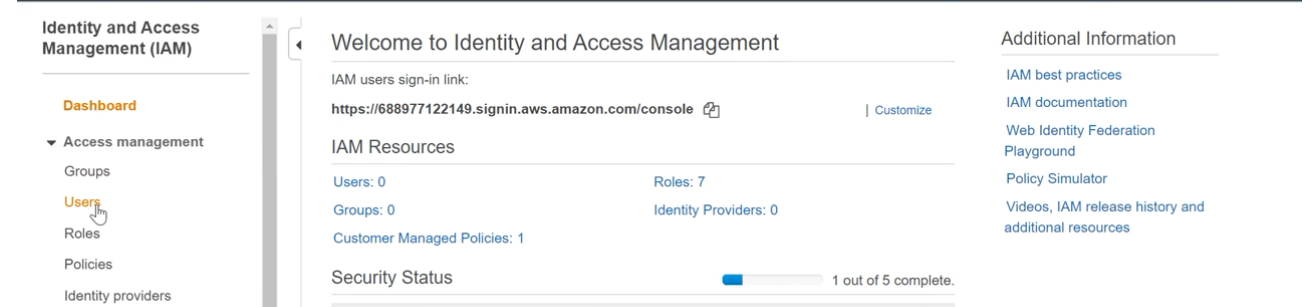 Identity and Access
Management (IAM)
Dashboard
Access management
Groups
Users
Roles
Policies
Identity providers
Welcome to Identity and Access Management
IAM users sign-in link:
https://688977122149.signin.aws.amazon.com/console
| Customize
IAM Resources
Users: 0
Roles: 7
Groups: 0
Identity Providers: 0
Customer Managed Policies: 1
Security Status
1 out of 5 complete.
Additional Information
IAM best practices
IAM documentation
Web Identity Federation
Playground
Policy Simulator
Videos, IAM release history and
additional resources